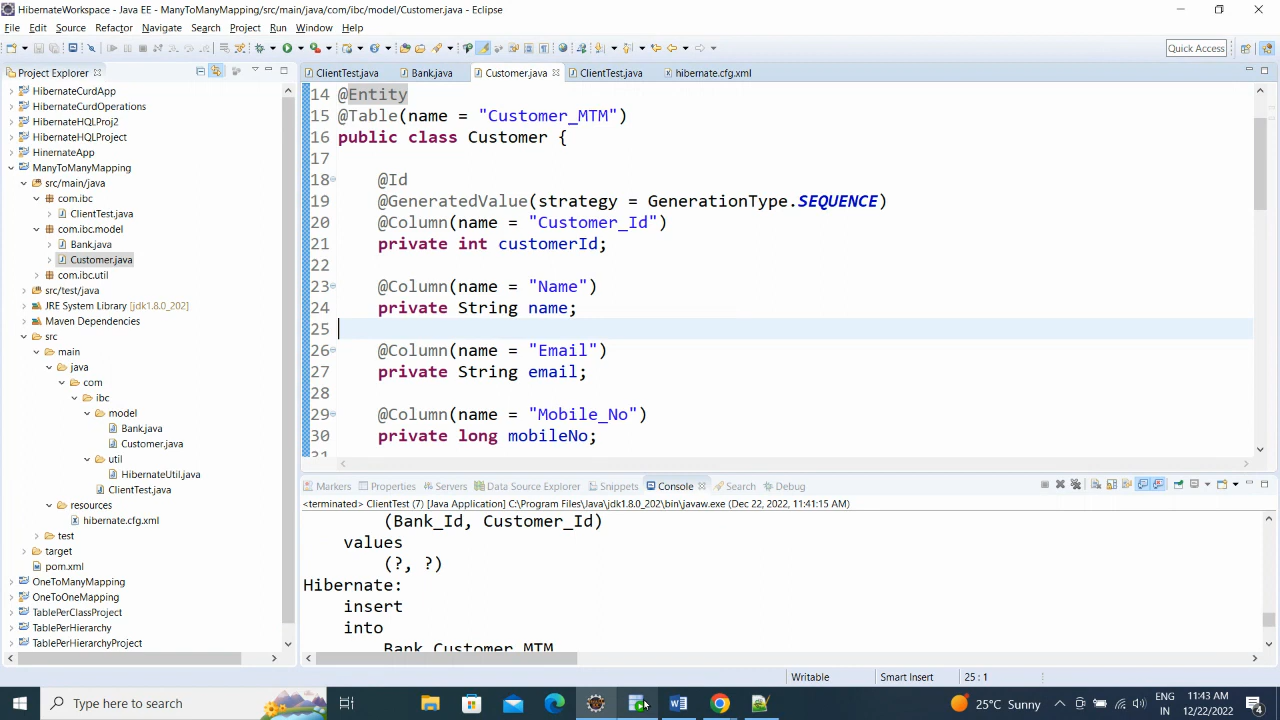 HibernateWorkspace - Java EE - ManyToManyMapping/src/main/java/com/ibc/model/Customer.java - Eclipse
File Edit Source Refactor Navigate Search Project Run Window Help
Quick Access
Project Explorer
HibernateCurdApp
HibernateCurdOperations
HibernateHQLProj2
HibernateHQLProject
HinernateApp
ManyToManyMapping
src/main/java
com.ibc
ClientTest.java
com.ibc.model
Bank.java
Customer.java
com.ibc.util
src/test/java
JRE System Library [jdk1.8.0_202]
Maven Dependencies
src
main
java
com
ibc
model
Bank.java
Customer.java
util
HibernateUtil.java
ClientTest.java
resources
hibernate.cfg.xml
test
target
pom.xml
OneToManyMapping
OneToOneMapping
TablePerClassProject
TablePerHierarchy
TablePerHierarchyProject
ClientTest.java Bank.java Customer.java ClientTest.java hibernate.cfg.xml
14 @Entity
15 @Table(name = "Customer_MTM")
16 public class Customer {
17
18 @Id
19 @GeneratedValue(strategy = GenerationType.SEQUENCE)
20 @Column(name = "Customer_Id")
21 private int customerId;
22
23 @Column(name = "Name")
24 private String name;
25
26 @Column(name = "Email")
27 private String email;
28
29 @Column(name = "Mobile_No")
30 private long mobileNo;
31
Markers Properties Servers Data Source Explorer Snippets Console Search Debug
<terminated> ClientTest (7) [Java Application] C:\Program Files\Java\jdk1.8.0_202\bin\javaw.exe (Dec 22, 2022, 11:41:15 AM)
(Bank_Id, Customer_Id)
values
(?, ?)
Hibernate:
insert
into
Bank_Customer_MTM
Writable Smart Insert 25 : 1
Type here to search
25°C Sunny
ENG
IN
11:43 AM
12/22/2022
4